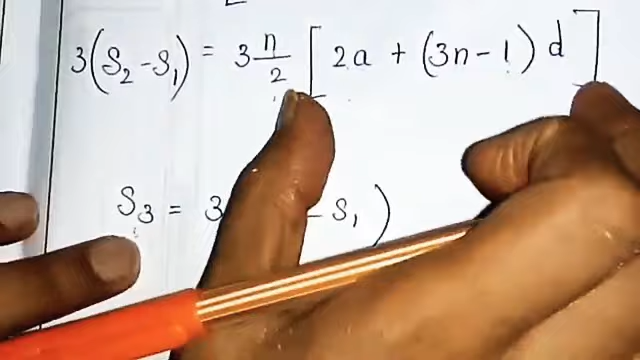 3(S₂ - S₁) = 3 n/2 [2a + (3n - 1) d]
S₃ = 3 - S₁)